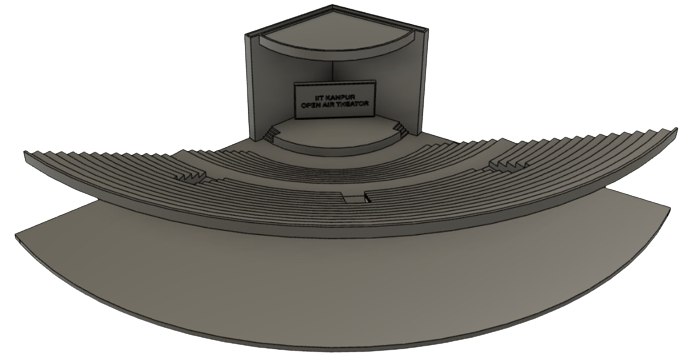 IIT KANPUR
OPEN AIR THEATOR